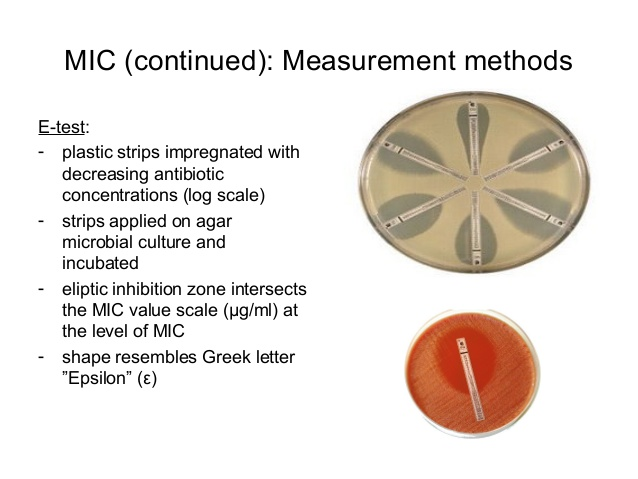 MIC (continued): Measurement methods
E-test:
- plastic strips impregnated with
decreasing antibiotic
concentrations (log scale)
- strips applied on agar
microbial culture and
incubated
- eliptic inhibition zone intersects
the MIC value scale (µg/ml) at
the level of MIC
- shape resembles Greek letter
”Epsilon” (ε)